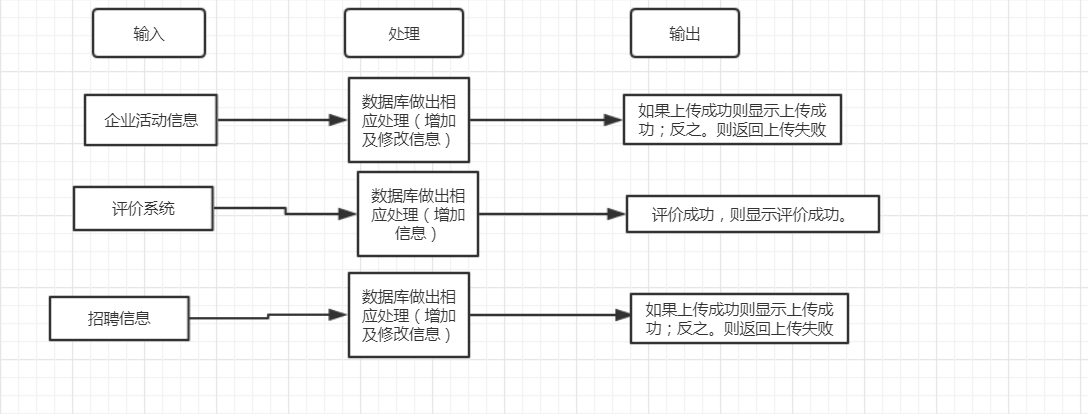 输入
处理
输出
企业活动信息
数据库做出相
应处理（增加
及修改信息）
如果上传成功则显示上传成
功；反之。则返回上传失败
评价系统
数据库做出相
应处理（增加
信息）
评价成功，则显示评价成功。
招聘信息
数据库做出相
应处理（增加
及修改信息）
如果上传成功则显示上传成
功；反之。则返回上传失败